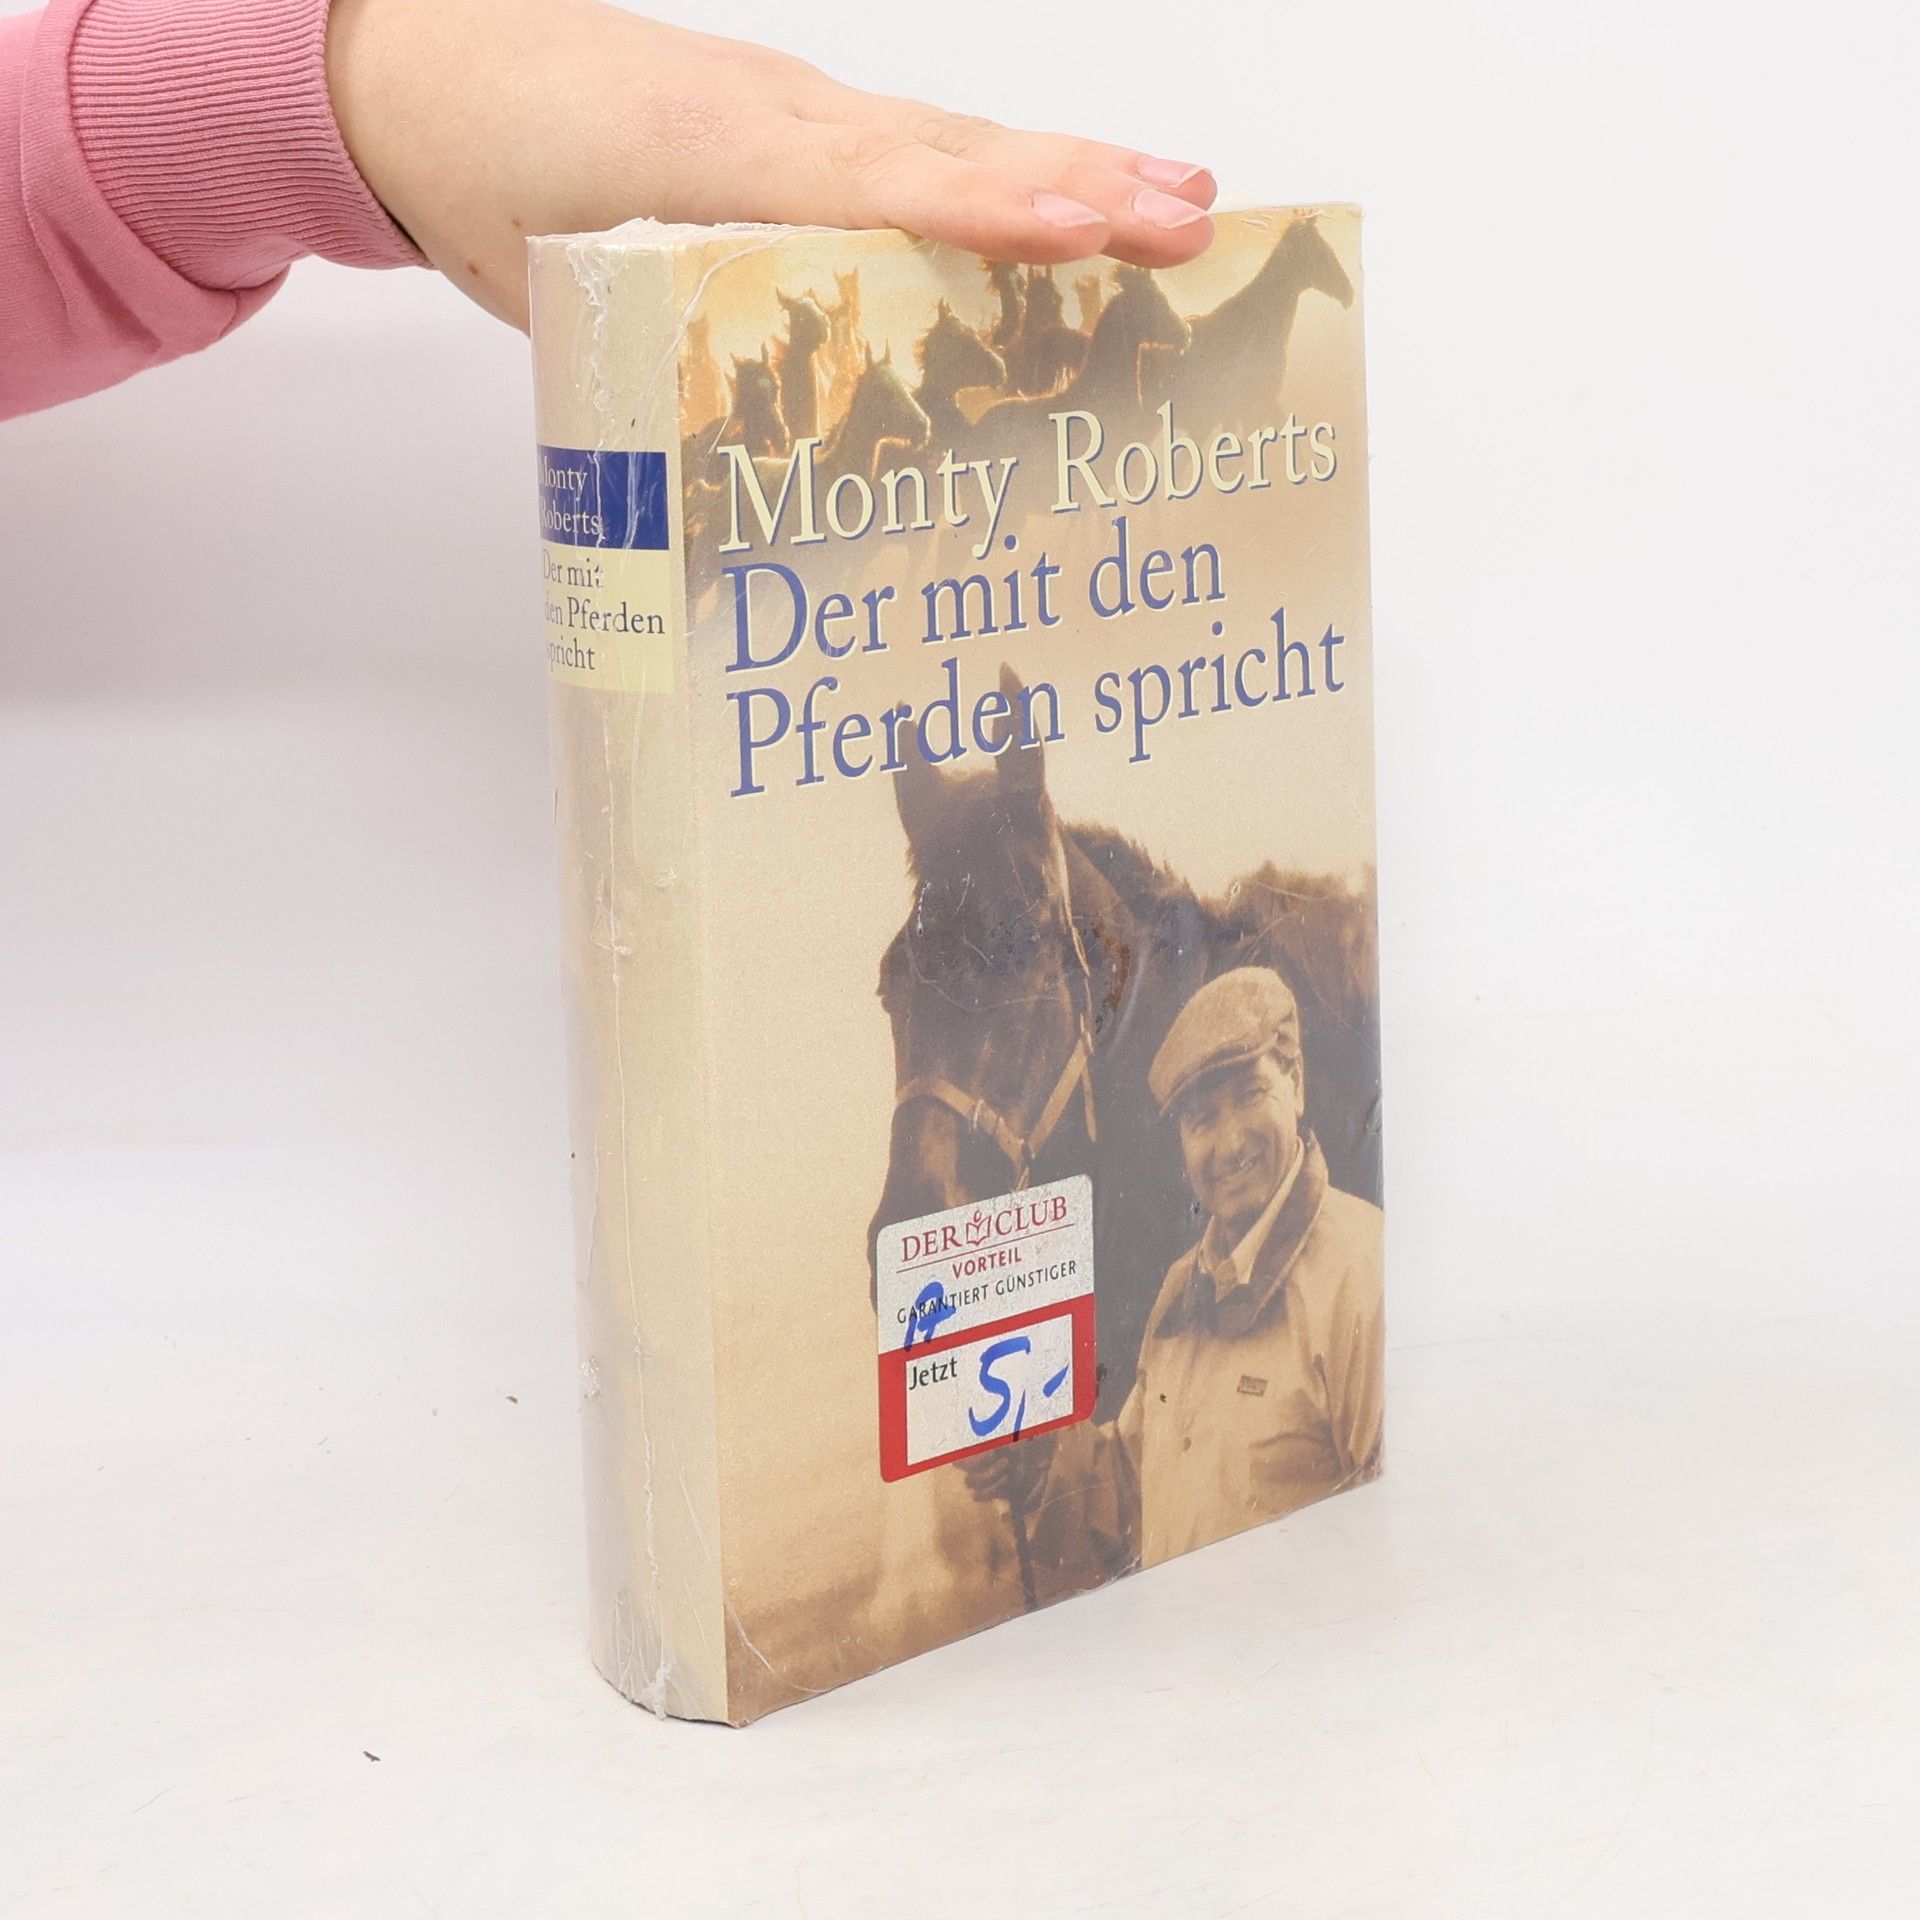 Monty Roberts
Der mit den
Pferden spricht
Monty
Roberts
Der mit
den Pferden
spricht
DER CLUB
VORTEIL
GARANTIERT GÜNSTIGER
Jetzt 5,-